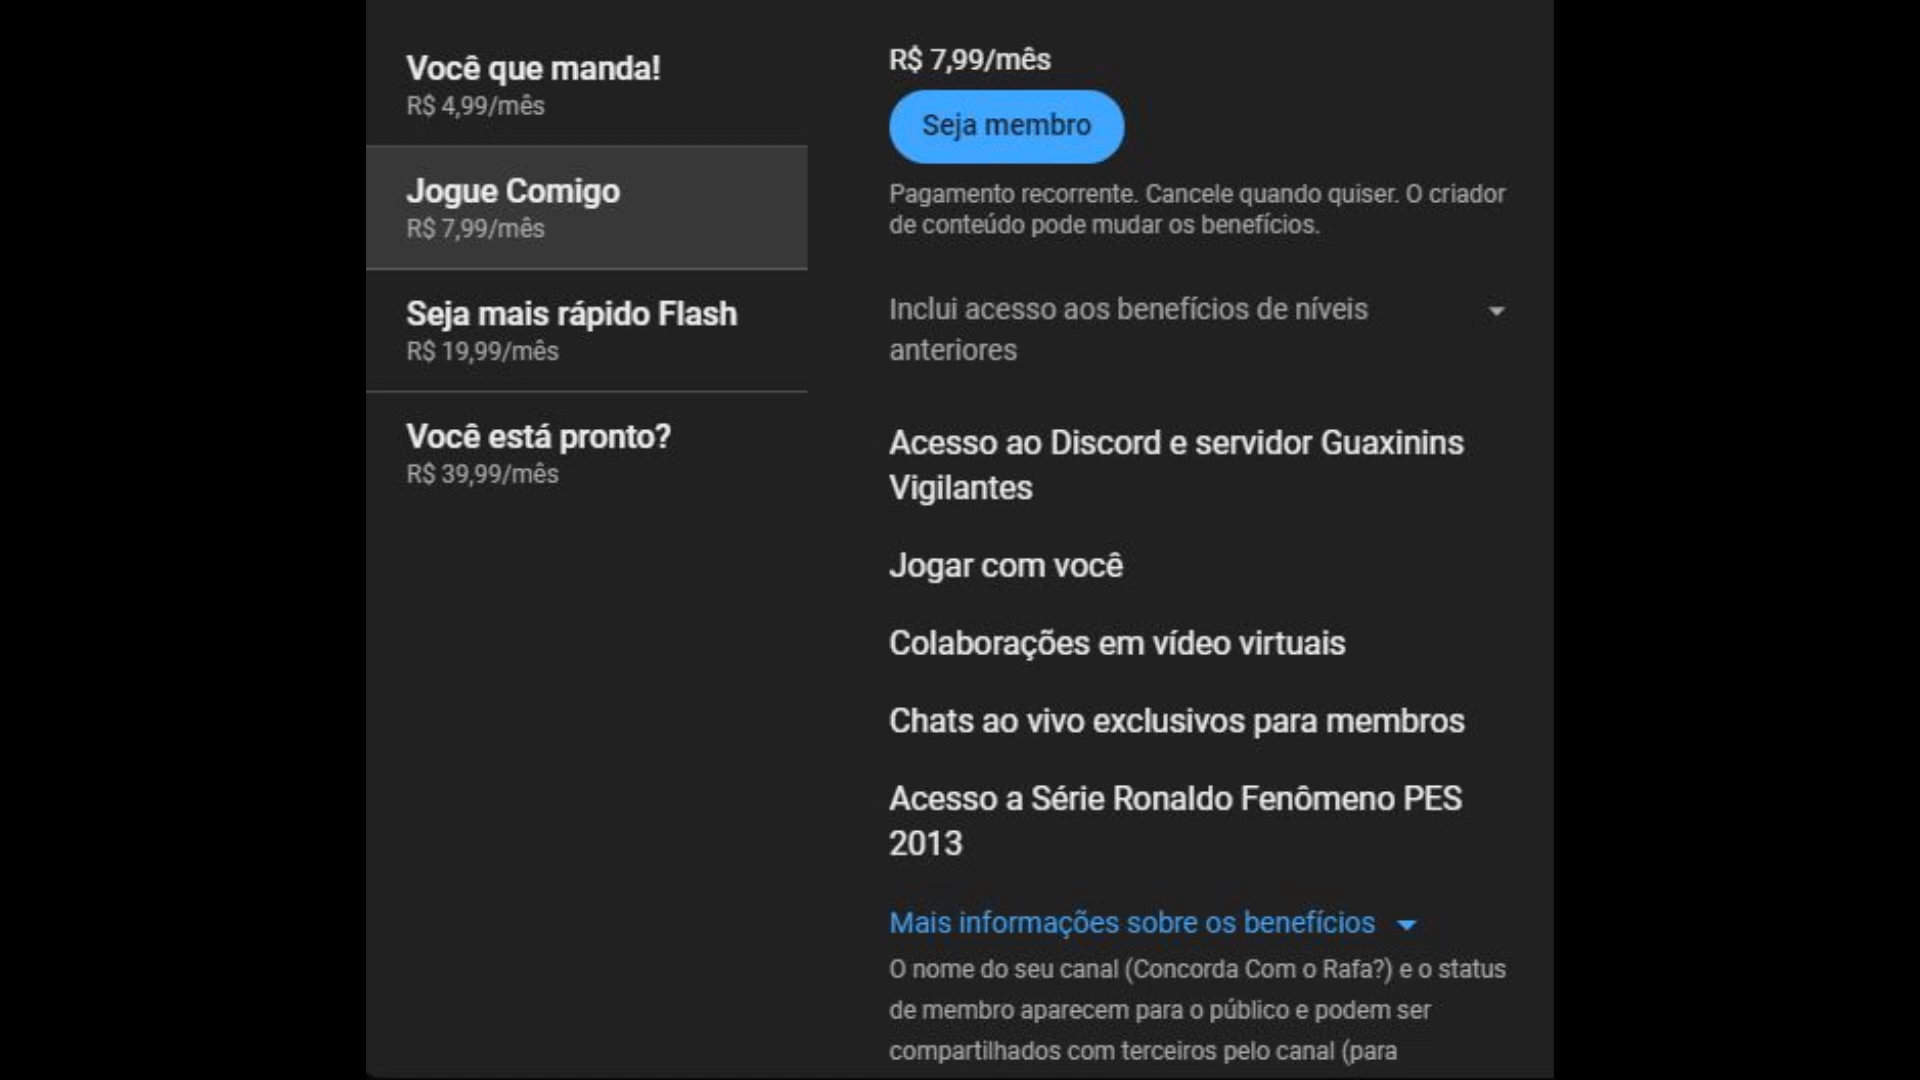 Você que manda!
R$ 4,99/mês
Jogue Comigo
R$ 7,99/mês
Seja mais rápido Flash
R$ 19,99/mês
Você está pronto?
R$ 39,99/mês
R$ 7,99/mês
Seja membro
Pagamento recorrente. Cancele quando quiser. O criador
de conteúdo pode mudar os benefícios.
Inclui acesso aos benefícios de níveis
anteriores
Acesso ao Discord e servidor Guaxinins
Vigilantes
Jogar com você
Colaborações em vídeo virtuais
Chats ao vivo exclusivos para membros
Acesso a Série Ronaldo Fenômeno PES
2013
Mais informações sobre os benefícios
O nome do seu canal (Concorda Com o Rafa?) e o status
de membro aparecem para o público e podem ser
compartilhados com terceiros pelo canal (para